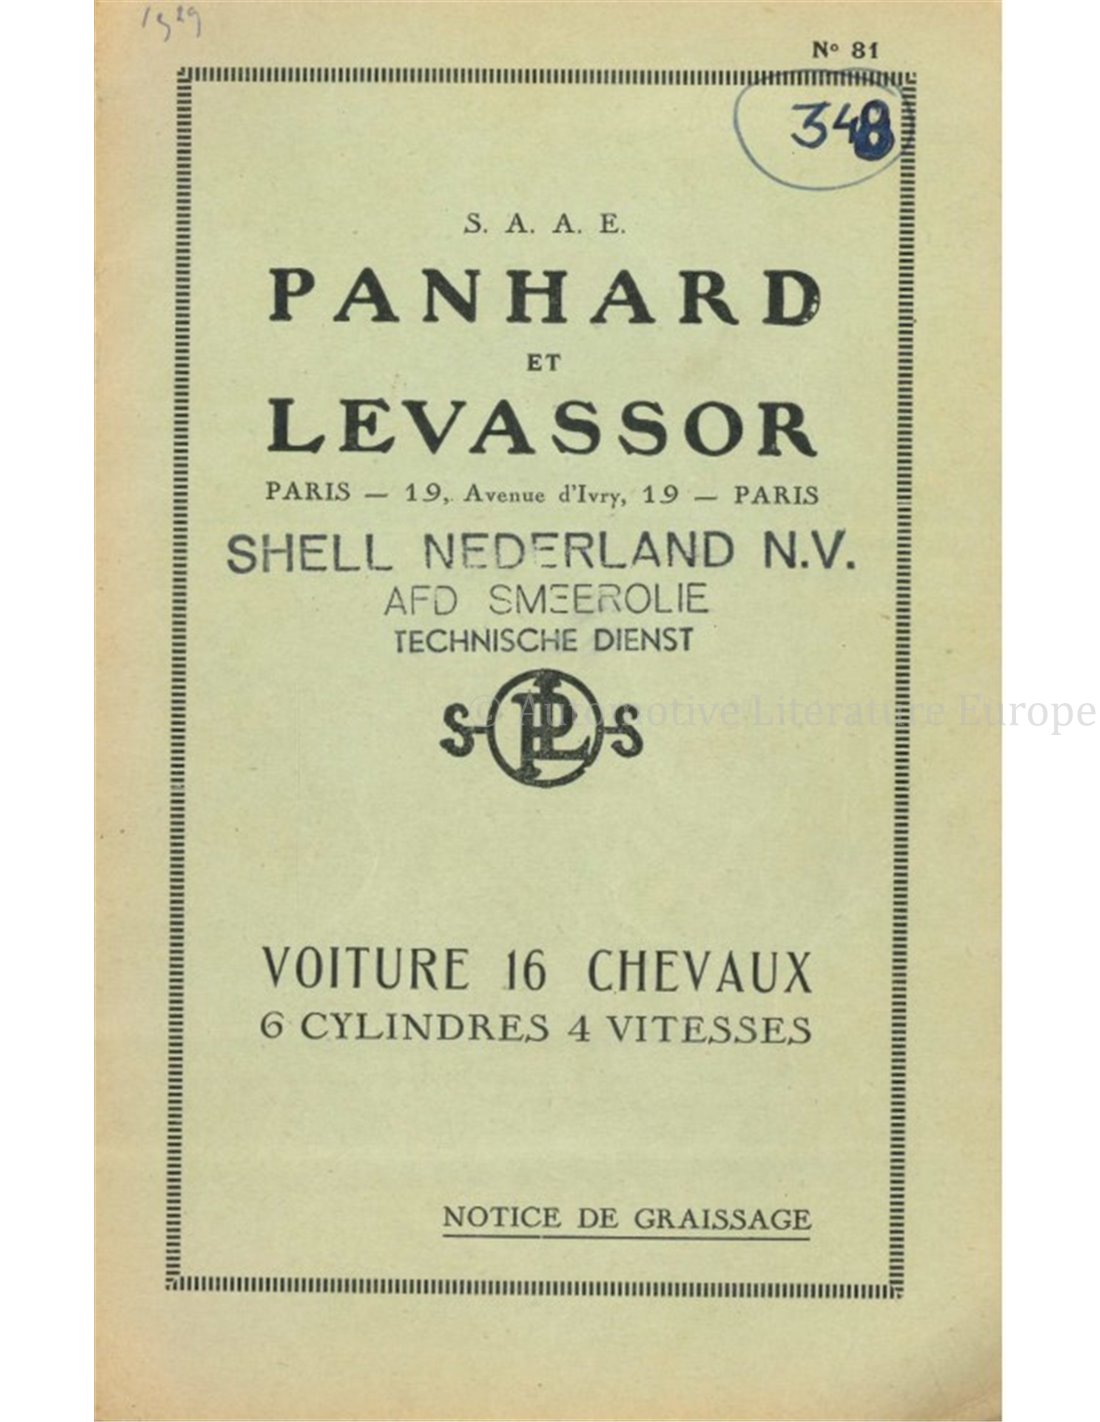 1929
Nº 81
348
S. A. A. E.
PANHARD
ET
LEVASSOR
PARIS — 19, Avenue d'Ivry, 19 — PARIS
SHELL NEDERLAND N.V.
AFD SMEEROLIE
TECHNISCHE DIENST
S PL S
© Automotive Literature Europe
VOITURE 16 CHEVAUX
6 CYLINDRES 4 VITESSES
NOTICE DE GRAISSAGE